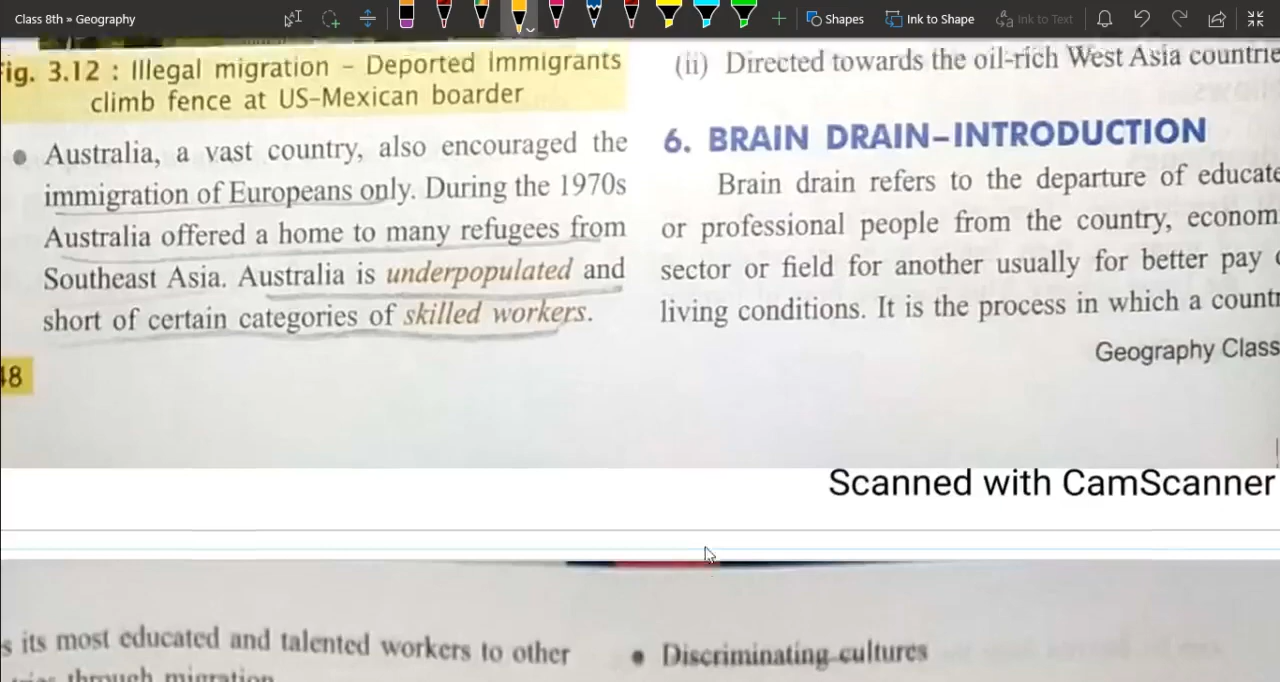 Class 8th » Geography
Shapes
Ink to Shape
Ink to Text
ig. 3.12 : Illegal migration – Deported immigrants
climb fence at US-Mexican boarder
• Australia, a vast country, also encouraged the
immigration of Europeans only. During the 1970s
Australia offered a home to many refugees from
Southeast Asia. Australia is underpopulated and
short of certain categories of skilled workers.
48
(ii) Directed towards the oil-rich West Asia countrie
6. BRAIN DRAIN–INTRODUCTION
Brain drain refers to the departure of educate
or professional people from the country, econom
sector or field for another usually for better pay
living conditions. It is the process in which a countr
Geography Class
Scanned with CamScanner
s its most educated and talented workers to other
through migration
• Discriminating cultures